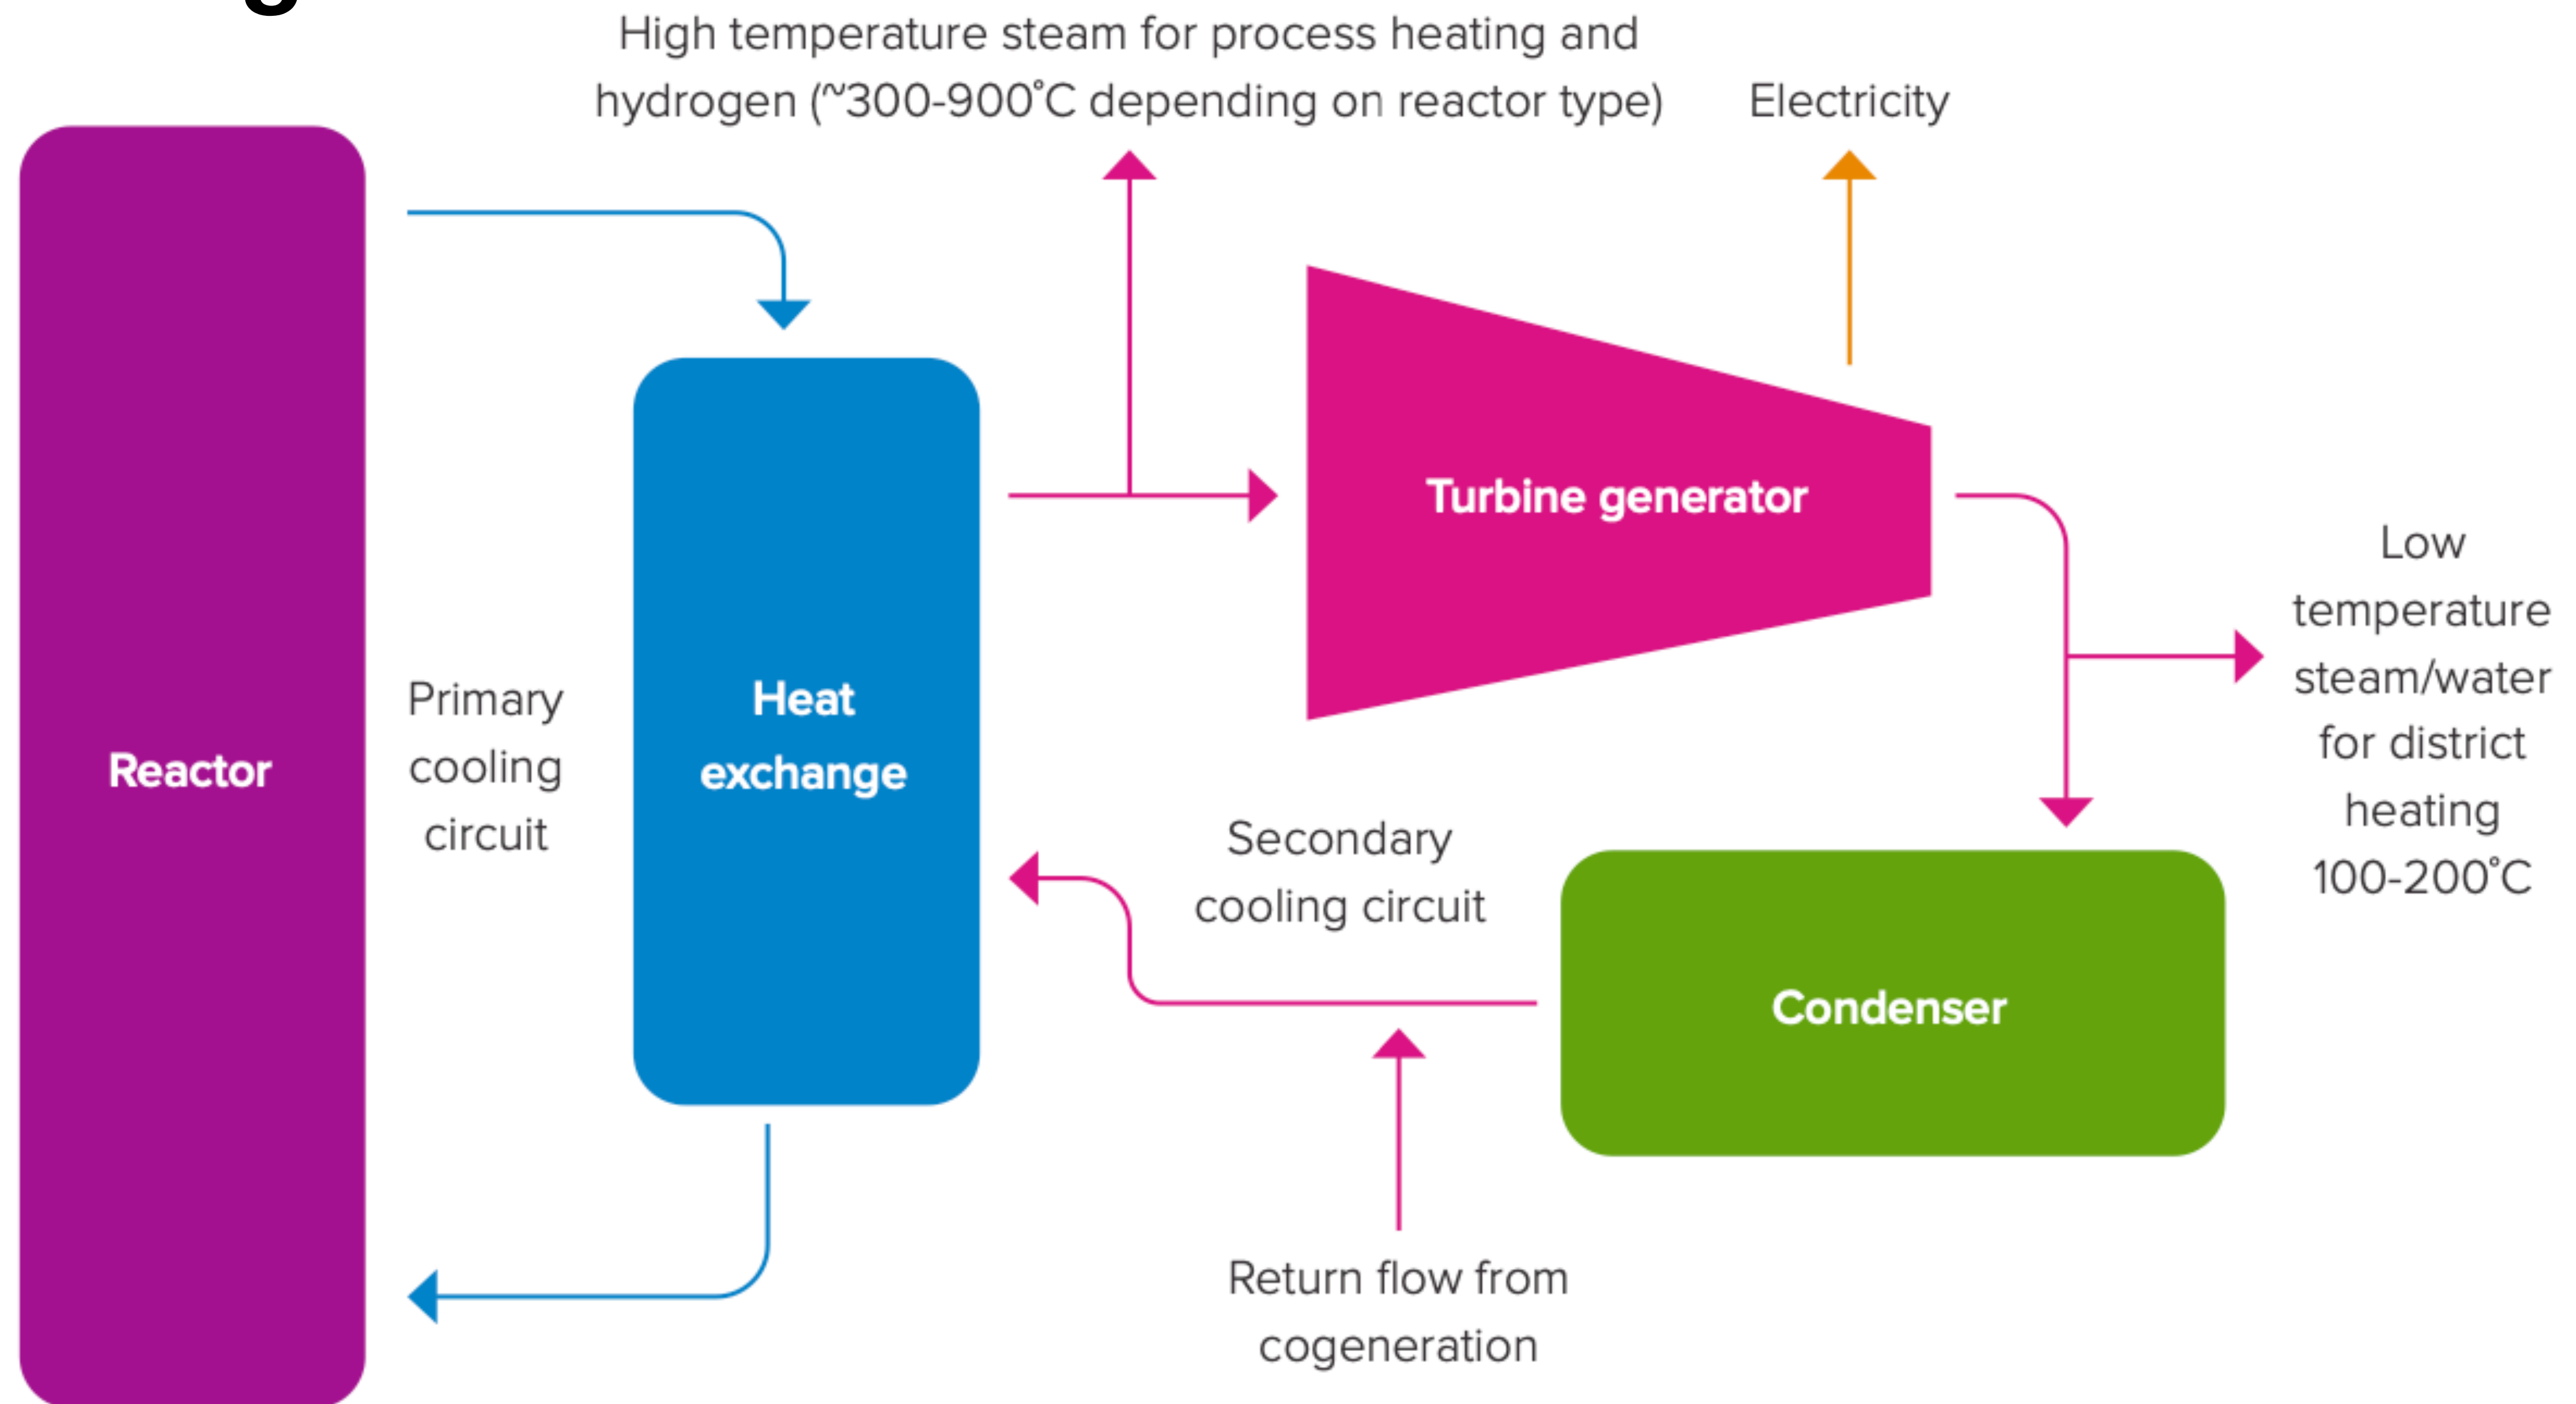 High temperature steam for process heating and
hydrogen (~300-900˚C depending on reactor type)
Electricity
Turbine generator
Low
temperature
steam/water
for district
heating
100-200˚C
Primary
cooling
circuit
Heat
exchange
Reactor
Secondary
cooling circuit
Condenser
Return flow from
cogeneration